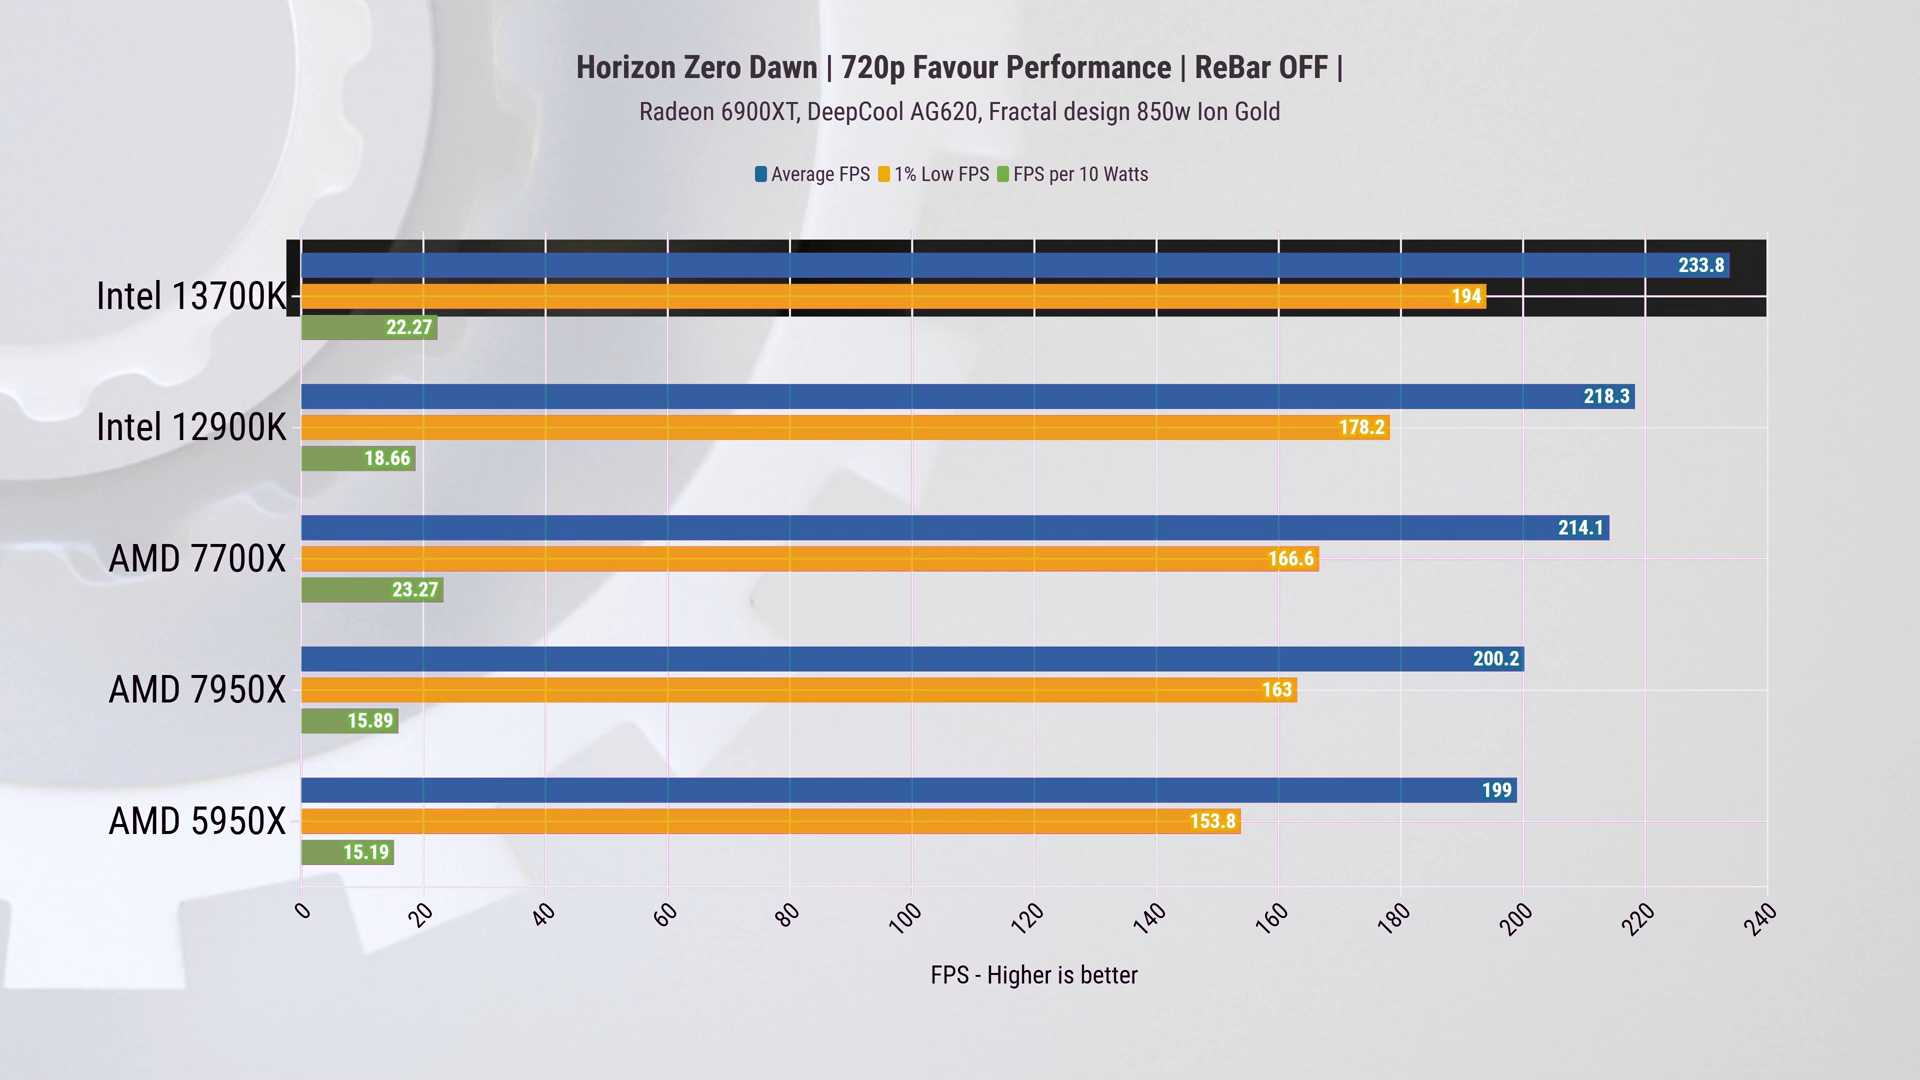 Horizon Zero Dawn | 720p Favour Performance | ReBar OFF |
Radeon 6900XT, DeepCool AG620, Fractal design 850w Ion Gold
Average FPS 1% Low FPS FPS per 10 Watts
Intel 13700K
233.8
194
22.27
Intel 12900K
218.3
178.2
18.66
AMD 7700X
214.1
166.6
23.27
AMD 7950X
200.2
163
15.89
AMD 5950X
199
153.8
15.19
0 20 40 60 80 100 120 140 160 180 200 220 240
FPS - Higher is better